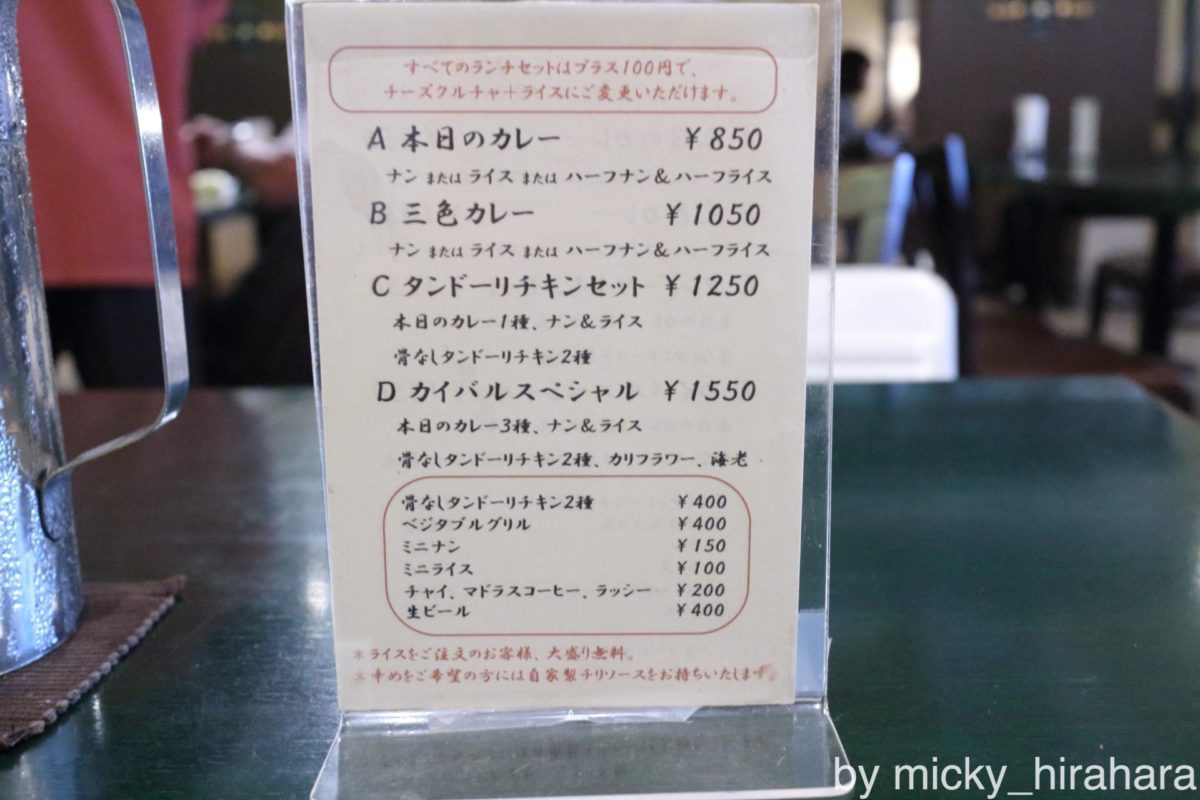 すべてのランチセットはプラス100円で、
チーズクルチャ＋ライスにご変更いただけます。
A 本日のカレー ￥850
ナン または ライス または ハーフナン＆ハーフライス
B 三色カレー ￥1050
ナン または ライス または ハーフナン＆ハーフライス
C タンドーリチキンセット ￥1250
本日のカレー1種、ナン＆ライス
骨なしタンドーリチキン2種
D カイバルスペシャル ￥1550
本日のカレー3種、ナン＆ライス
骨なしタンドーリチキン2種、カリフラワー、海老
骨なしタンドーリチキン2種 ￥400
ベジタブルグリル ￥400
ミニナン ￥150
ミニライス ￥100
チャイ、マドラスコーヒー、ラッシー ￥200
生ビール ￥400
＊ライスをご注文のお客様、大盛り無料。
＊辛めをご希望の方には自家製チリソースをお持ちいたします。
by micky_hirahara